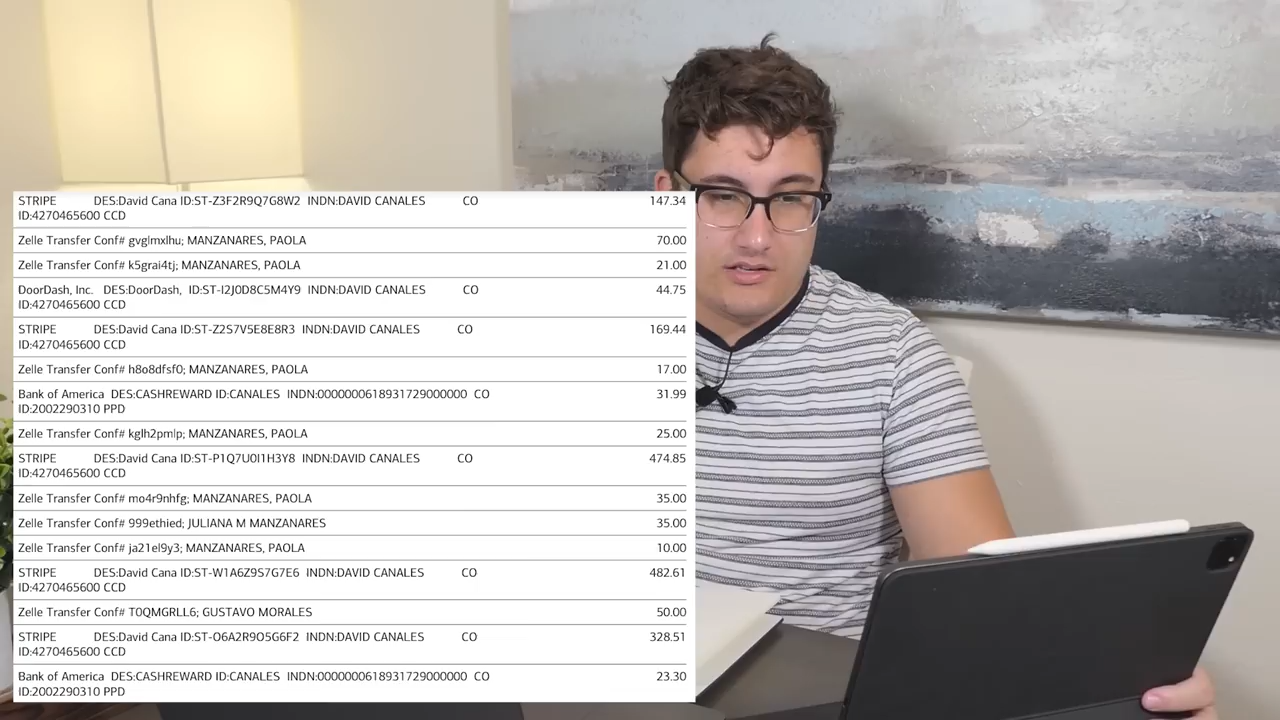 STRIPE DES:David Cana ID:ST-Z3F2R9Q7G8W2 INDN:DAVID CANALES CO 147.34
ID:4270465600 CCD
Zelle Transfer Conf# gvglmxlhu; MANZANARES, PAOLA 70.00
Zelle Transfer Conf# k5grai4tj; MANZANARES, PAOLA 21.00
DoorDash, Inc. DES:DoorDash, ID:ST-I2J0D8C5M4Y9 INDN:DAVID CANALES CO 44.75
ID:4270465600 CCD
STRIPE DES:David Cana ID:ST-Z2S7V5E8E8R3 INDN:DAVID CANALES CO 169.44
ID:4270465600 CCD
Zelle Transfer Conf# h8o8dfsf0; MANZANARES, PAOLA 17.00
Bank of America DES:CASHREWARD ID:CANALES INDN:0000000618931729000000 CO 31.99
ID:2002290310 PPD
Zelle Transfer Conf# kglh2pmlp; MANZANARES, PAOLA 25.00
STRIPE DES:David Cana ID:ST-P1Q7U0I1H3Y8 INDN:DAVID CANALES CO 474.85
ID:4270465600 CCD
Zelle Transfer Conf# mo4r9nhfg; MANZANARES, PAOLA 35.00
Zelle Transfer Conf# 999ethied; JULIANA M MANZANARES 35.00
Zelle Transfer Conf# ja21el9y3; MANZANARES, PAOLA 10.00
STRIPE DES:David Cana ID:ST-W1A6Z9S7G7E6 INDN:DAVID CANALES CO 482.61
ID:4270465600 CCD
Zelle Transfer Conf# T0QMGRLL6; GUSTAVO MORALES 50.00
STRIPE DES:David Cana ID:ST-O6A2R9O5G6F2 INDN:DAVID CANALES CO 328.51
ID:4270465600 CCD
Bank of America DES:CASHREWARD ID:CANALES INDN:0000000618931729000000 CO 23.30
ID:2002290310 PPD